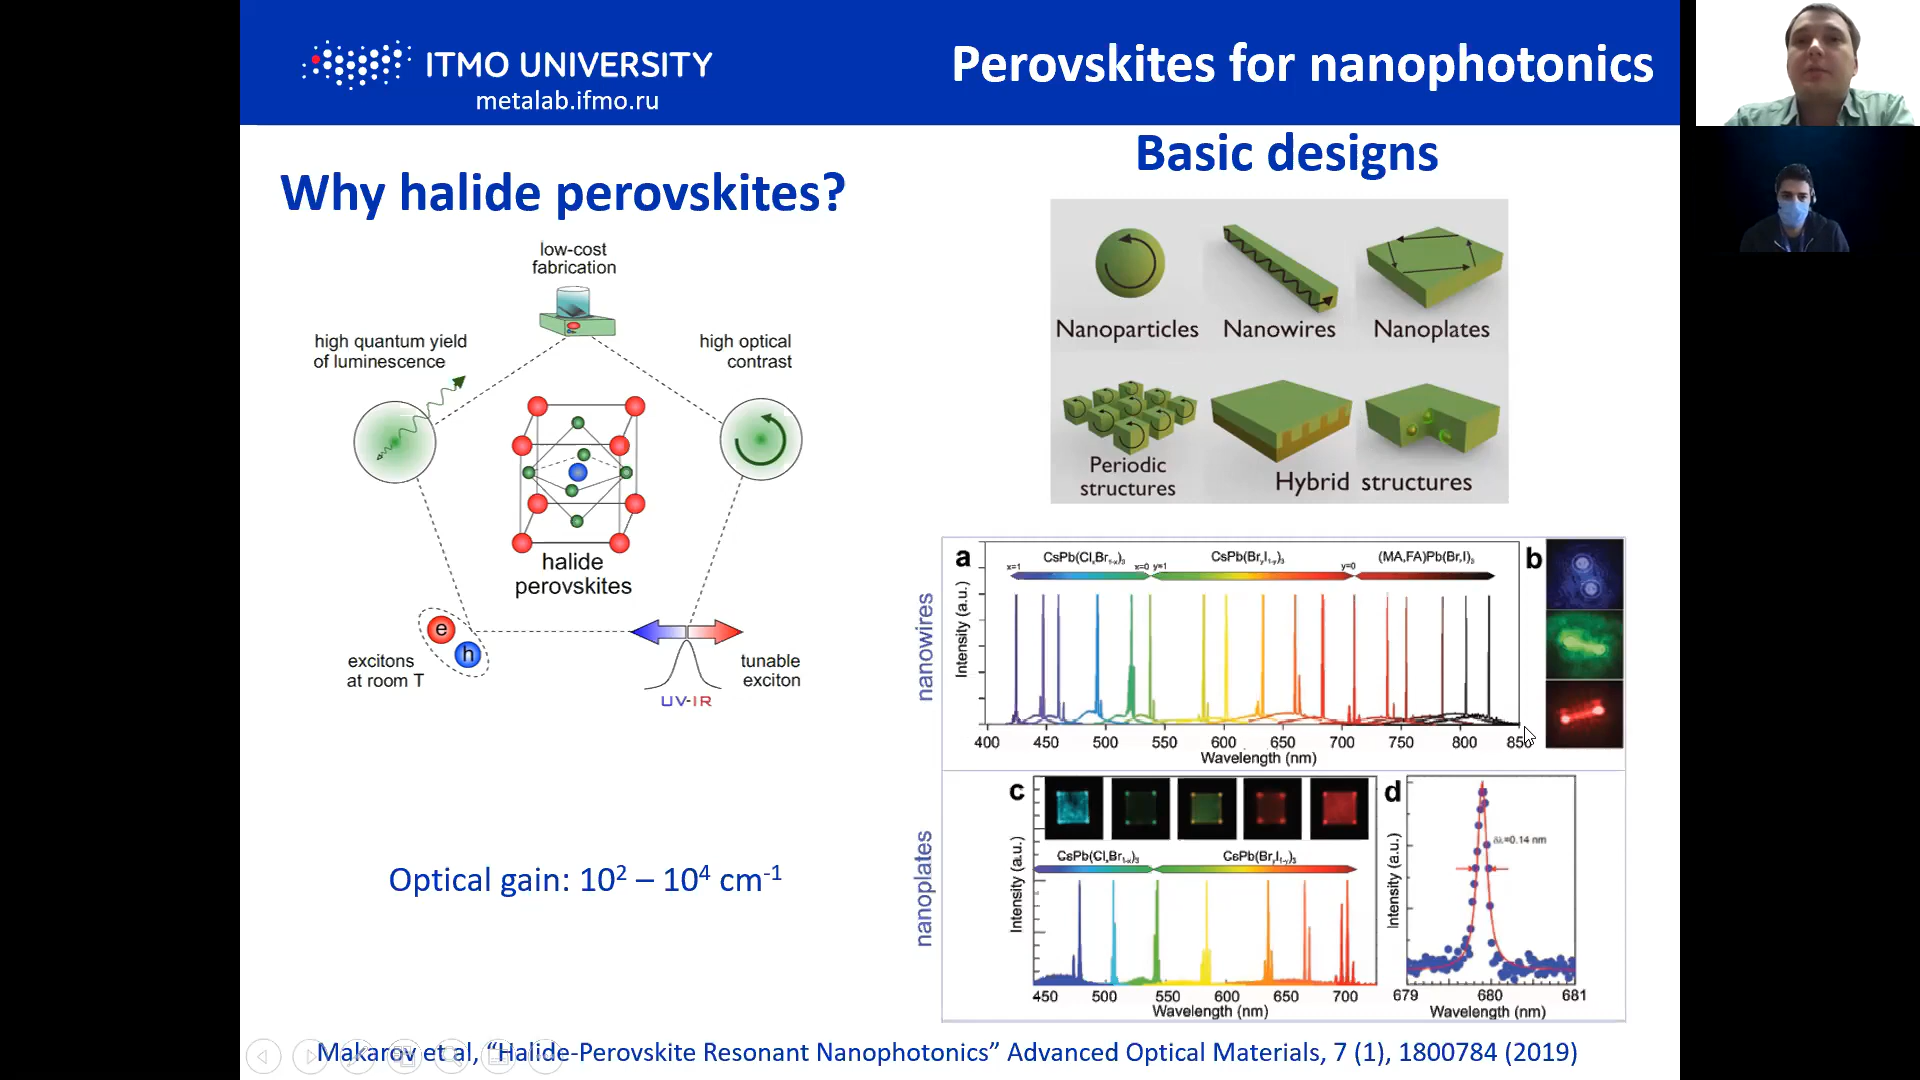 ITMO UNIVERSITY
metalab.ifmo.ru
Perovskites for nanophotonics
Why halide perovskites?
low-cost
fabrication
high quantum yield
of luminescence
high optical
contrast
halide
perovskites
e
h
excitons
at room T
tunable
exciton
UV-IR
Optical gain: 10² – 10⁴ cm⁻¹
Basic designs
Nanoparticles
Nanowires
Nanoplates
Periodic
structures
Hybrid structures
nanowires
a
CsPb(ClₓBr₁₋ₓ)₃
CsPb(BrᵧI₁₋ᵧ)₃
(MA,FA)Pb(Br,I)₃
x=1
x=0
y=1
y=0
Intensity (a.u.)
400 450 500 550 600 650 700 750 800 850
Wavelength (nm)
b
nanoplates
c
CsPb(ClₓBr₁₋ₓ)₃
CsPb(BrᵧI₁₋ᵧ)₃
Intensity (a.u.)
450 500 550 600 650 700
Wavelength (nm)
d
δλ=0.14 nm
Intensity (a.u.)
679 680 681
Wavelength (nm)
Makarov et al, “Halide-Perovskite Resonant Nanophotonics” Advanced Optical Materials, 7 (1), 1800784 (2019)